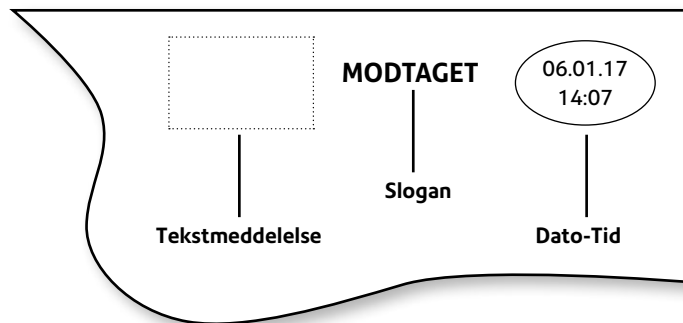 MODTAGET
06.01.17
14:07
Slogan
Tekstmeddelelse
Dato-Tid